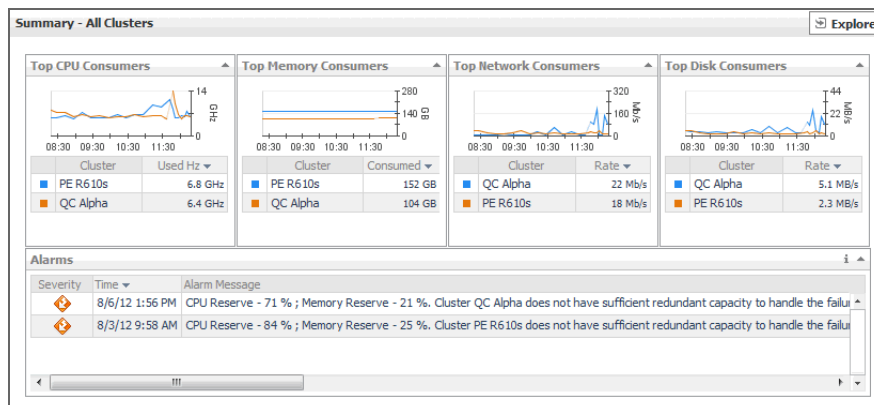 Summary - All Clusters
Explore
Top CPU Consumers
14
0
GHz
08:30 09:30 10:30 11:30
Cluster Used Hz
PE R610s 6.8 GHz
QC Alpha 6.4 GHz
Top Memory Consumers
280
140
0
GB
08:30 09:30 10:30 11:30
Cluster Consumed
PE R610s 152 GB
QC Alpha 104 GB
Top Network Consumers
320
160
0
Mb/s
08:30 09:30 10:30 11:30
Cluster Rate
QC Alpha 22 Mb/s
PE R610s 18 Mb/s
Top Disk Consumers
44
22
0
MB/s
08:30 09:30 10:30 11:30
Cluster Rate
QC Alpha 5.1 MB/s
PE R610s 2.3 MB/s
Alarms i
Severity Time Alarm Message
8/6/12 1:56 PM CPU Reserve - 71 % ; Memory Reserve - 21 %. Cluster QC Alpha does not have sufficient redundant capacity to handle the failu
8/3/12 9:58 AM CPU Reserve - 84 % ; Memory Reserve - 25 %. Cluster PE R610s does not have sufficient redundant capacity to handle the failu